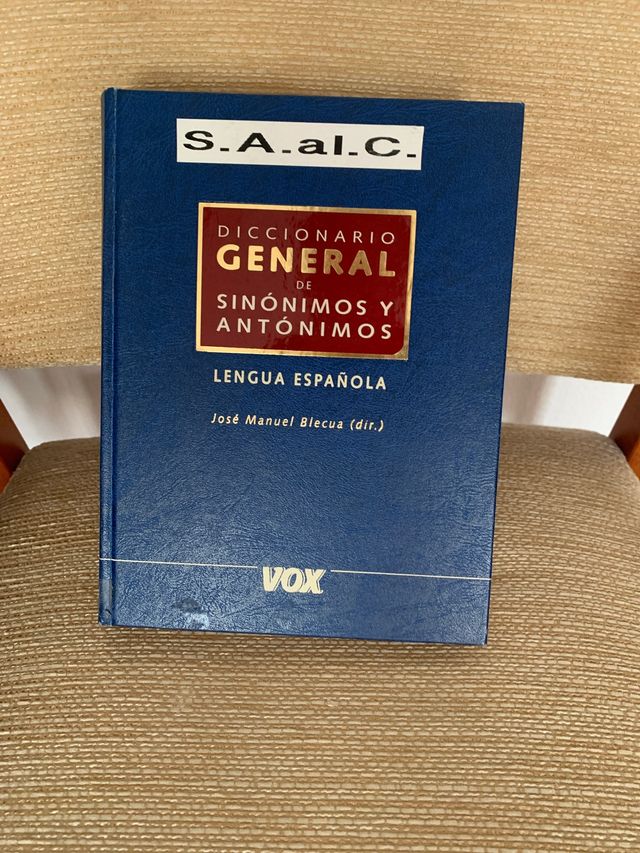 S.A.al.C.
DICCIONARIO
GENERAL
DE
SINÓNIMOS Y
ANTÓNIMOS
LENGUA ESPAÑOLA
José Manuel Blecua (dir.)
VOX